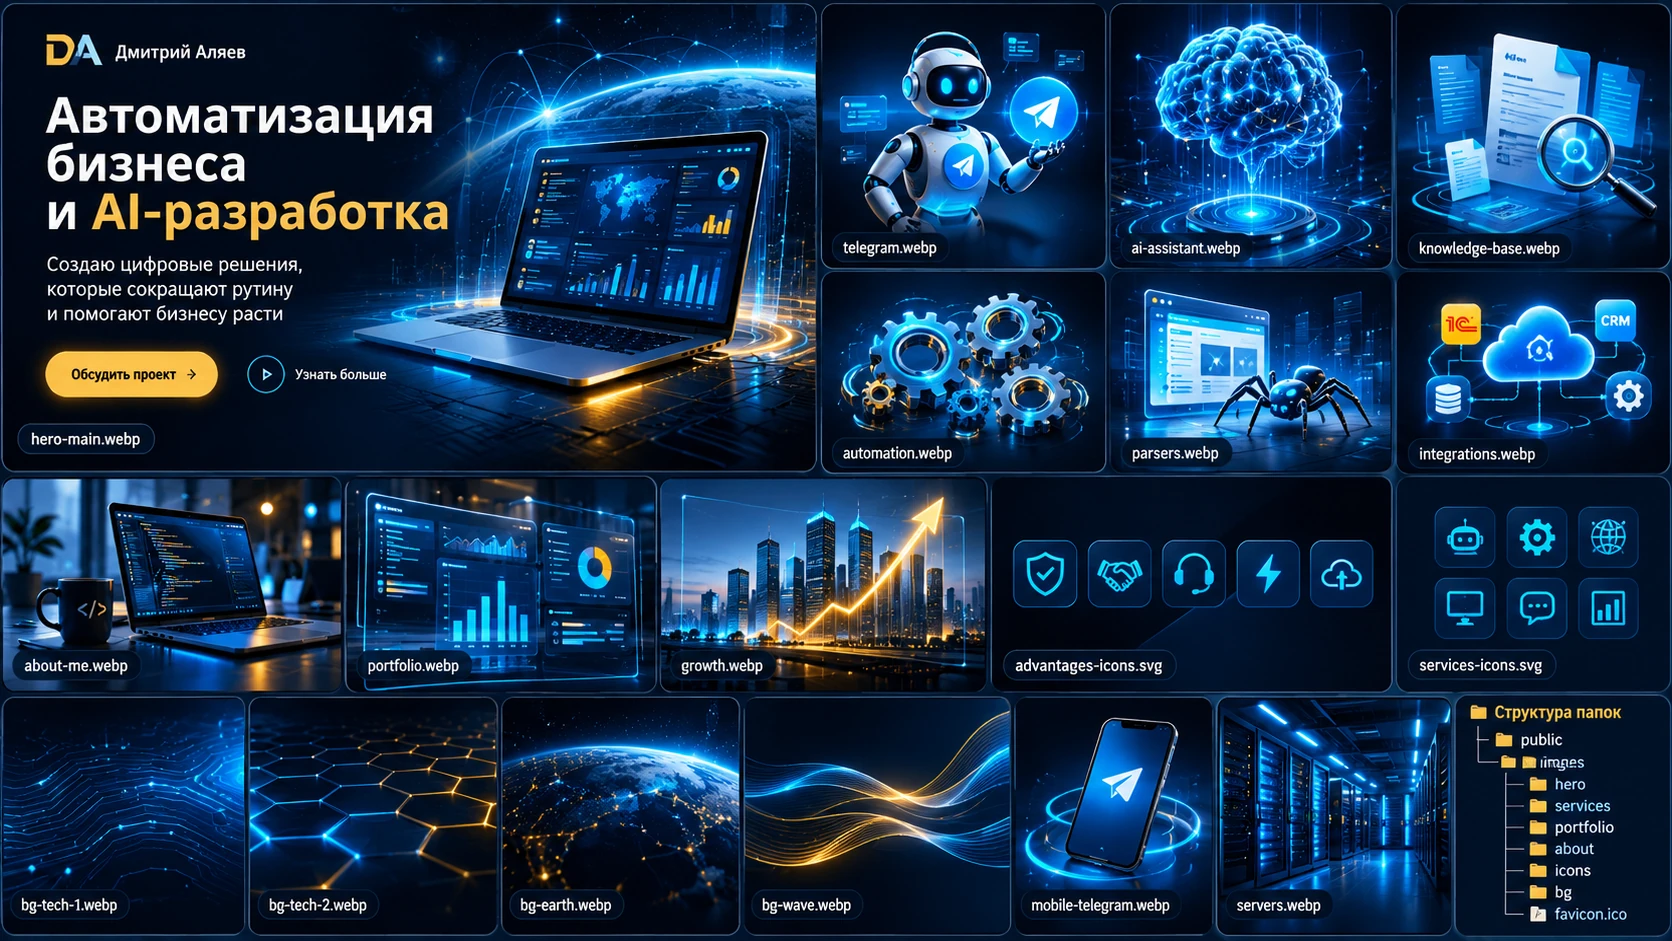 DA Дмитрий Аляев
Автоматизация
бизнеса
и AI-разработка
Создаю цифровые решения,
которые сокращают рутину
и помогают бизнесу расти
Обсудить проект →
Узнать больше
hero-main.webp
telegram.webp
ai-assistant.webp
knowledge-base.webp
automation.webp
parsers.webp
1С
CRM
integrations.webp
</>
about-me.webp
portfolio.webp
growth.webp
advantages-icons.svg
services-icons.svg
bg-tech-1.webp
bg-tech-2.webp
bg-earth.webp
bg-wave.webp
mobile-telegram.webp
servers.webp
Структура папок
public
images
hero
services
portfolio
about
icons
bg
favicon.ico